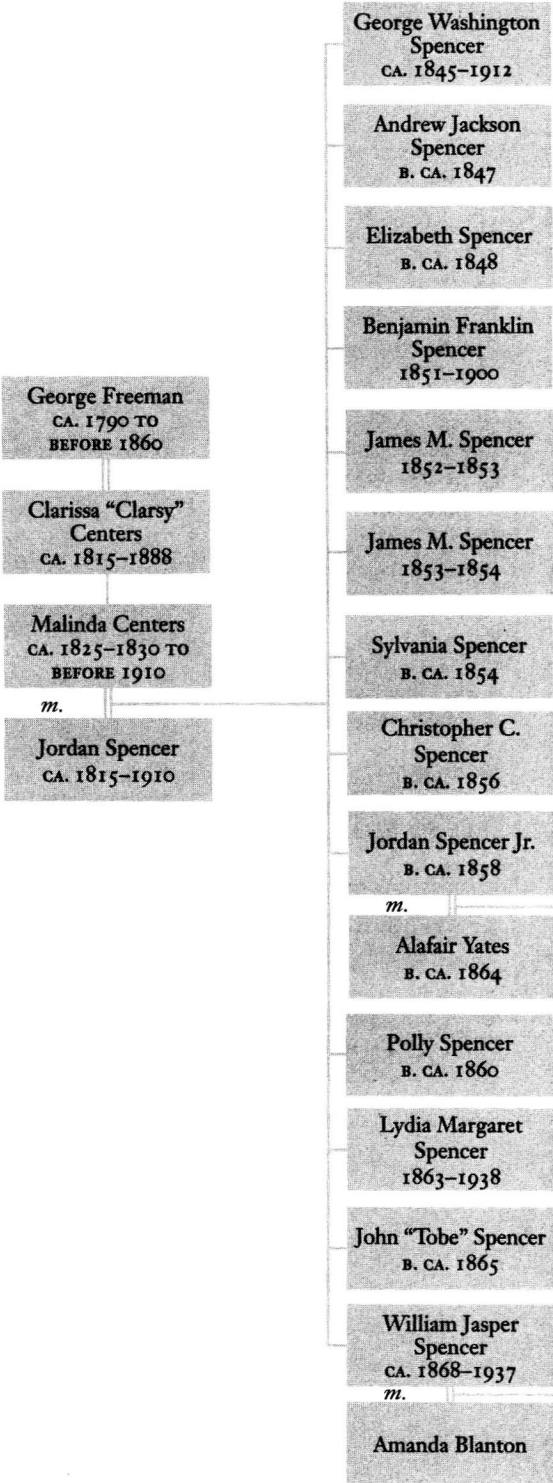 George Freeman
CA. 1790 TO
BEFORE 1860
Clarissa “Clarsy”
Centers
CA. 1815–1888
Malinda Centers
CA. 1825–1830 TO
BEFORE 1910
m.
Jordan Spencer
CA. 1815–1910
George Washington
Spencer
CA. 1845–1912
Andrew Jackson
Spencer
B. CA. 1847
Elizabeth Spencer
B. CA. 1848
Benjamin Franklin
Spencer
1851–1900
James M. Spencer
1852–1853
James M. Spencer
1853–1854
Sylvania Spencer
B. CA. 1854
Christopher C.
Spencer
B. CA. 1856
Jordan Spencer Jr.
B. CA. 1858
m.
Alafair Yates
B. CA. 1864
Polly Spencer
B. CA. 1860
Lydia Margaret
Spencer
1863–1938
John “Tobe” Spencer
B. CA. 1865
William Jasper
Spencer
CA. 1868–1937
m.
Amanda Blanton